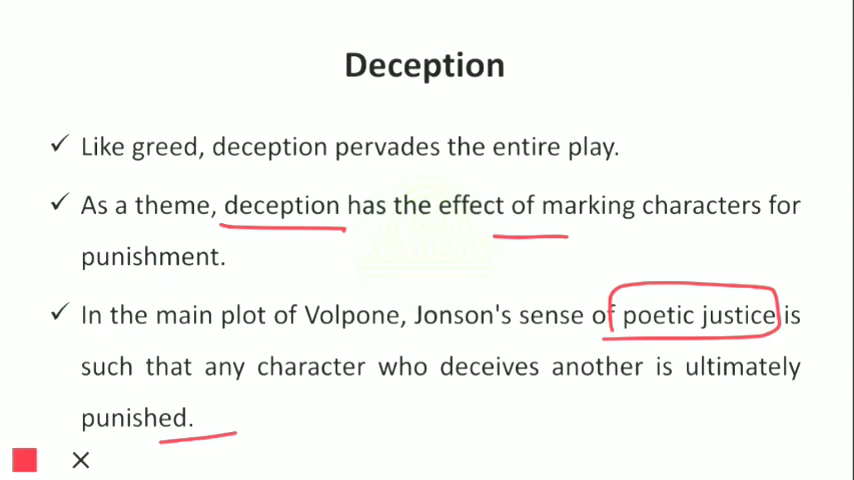 Deception
✓ Like greed, deception pervades the entire play.
✓ As a theme, deception has the effect of marking characters for
punishment.
✓ In the main plot of Volpone, Jonson's sense of poetic justice is
such that any character who deceives another is ultimately
punished.